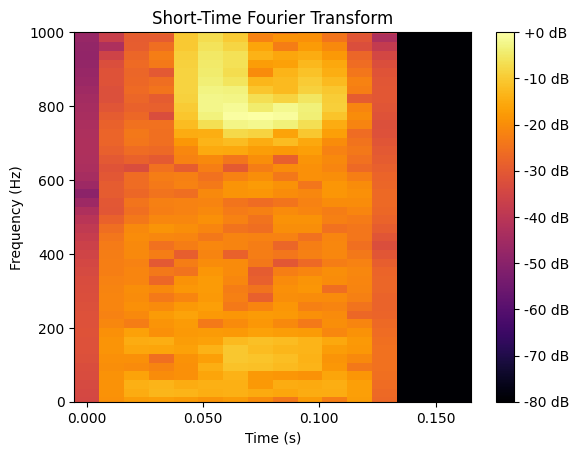 Short-Time Fourier Transform
1000
800
600
400
200
0
Frequency (Hz)
0.000
0.050
0.100
0.150
Time (s)
+0 dB
-10 dB
-20 dB
-30 dB
-40 dB
-50 dB
-60 dB
-70 dB
-80 dB